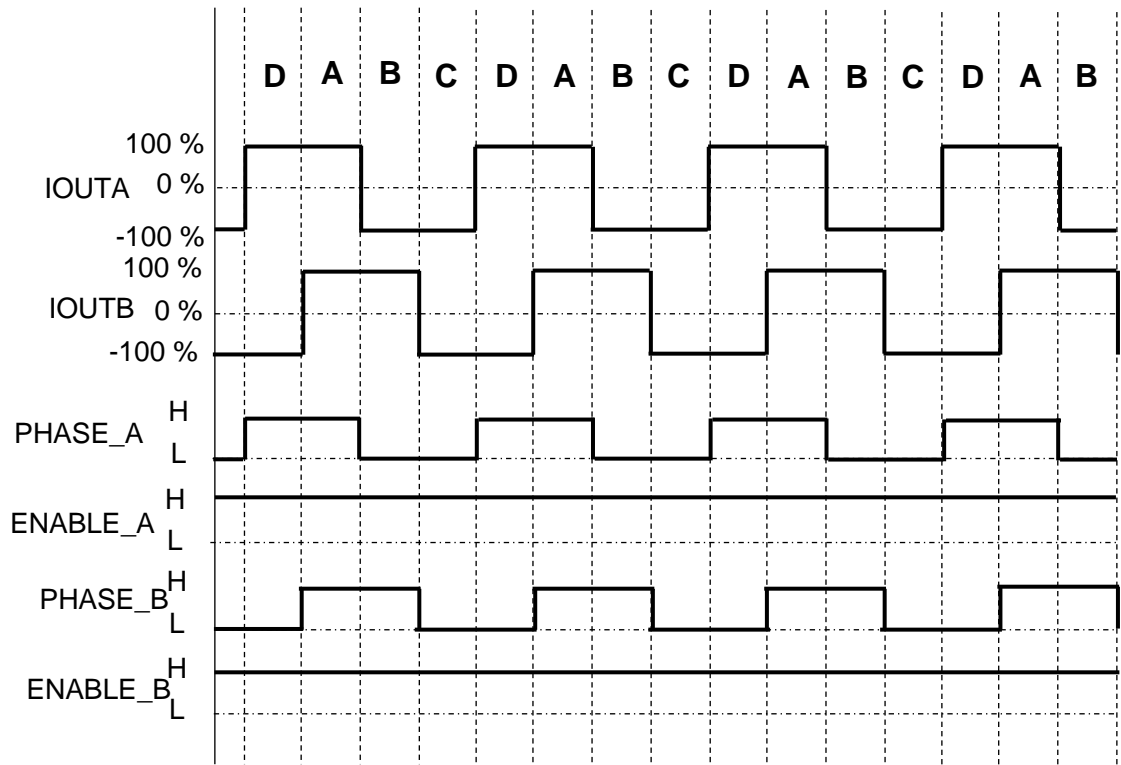 D A B C D A B C D A B C D A B
100 %
IOUTA 0 %
-100 %
100 %
IOUTB 0 %
-100 %
H
PHASE_A
L
H
ENABLE_A
L
H
PHASE_B
L
H
ENABLE_B
L